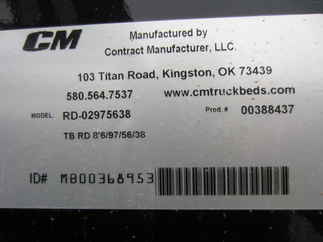 CM
Manufactured by
Contract Manufacturer, LLC.
103 Titan Road, Kingston, OK 73439
580.564.7537 www.cmtruckbeds.com
MODEL: RD-02975638 Prod.# 00388437
TB RD 8'6/97/56/38
ID# MB00368953